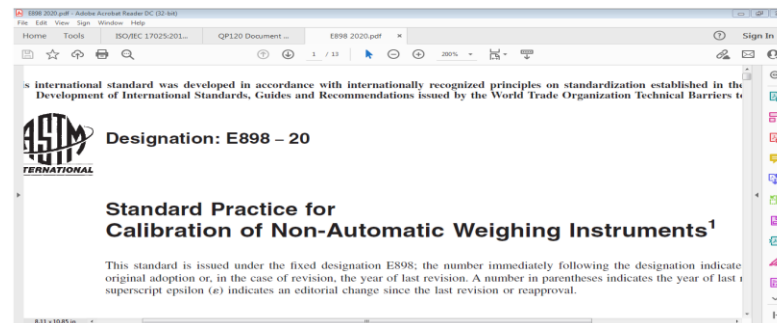 E898 2020.pdf - Adobe Acrobat Reader DC (32-bit)
File Edit View Sign Window Help
Home Tools ISO/IEC 17025:201... QP120 Document ... E898 2020.pdf ×
1 / 13 200%
Sign In
s international standard was developed in accordance with internationally recognized principles on standardization established in the
Development of International Standards, Guides and Recommendations issued by the World Trade Organization Technical Barriers t
ASTM
TERNATIONAL
Designation: E898 – 20
Standard Practice for
Calibration of Non-Automatic Weighing Instruments¹
This standard is issued under the fixed designation E898; the number immediately following the designation indicate
original adoption or, in the case of revision, the year of last revision. A number in parentheses indicates the year of last
superscript epsilon (ε) indicates an editorial change since the last revision or reapproval.
8.11 x 10.85 in